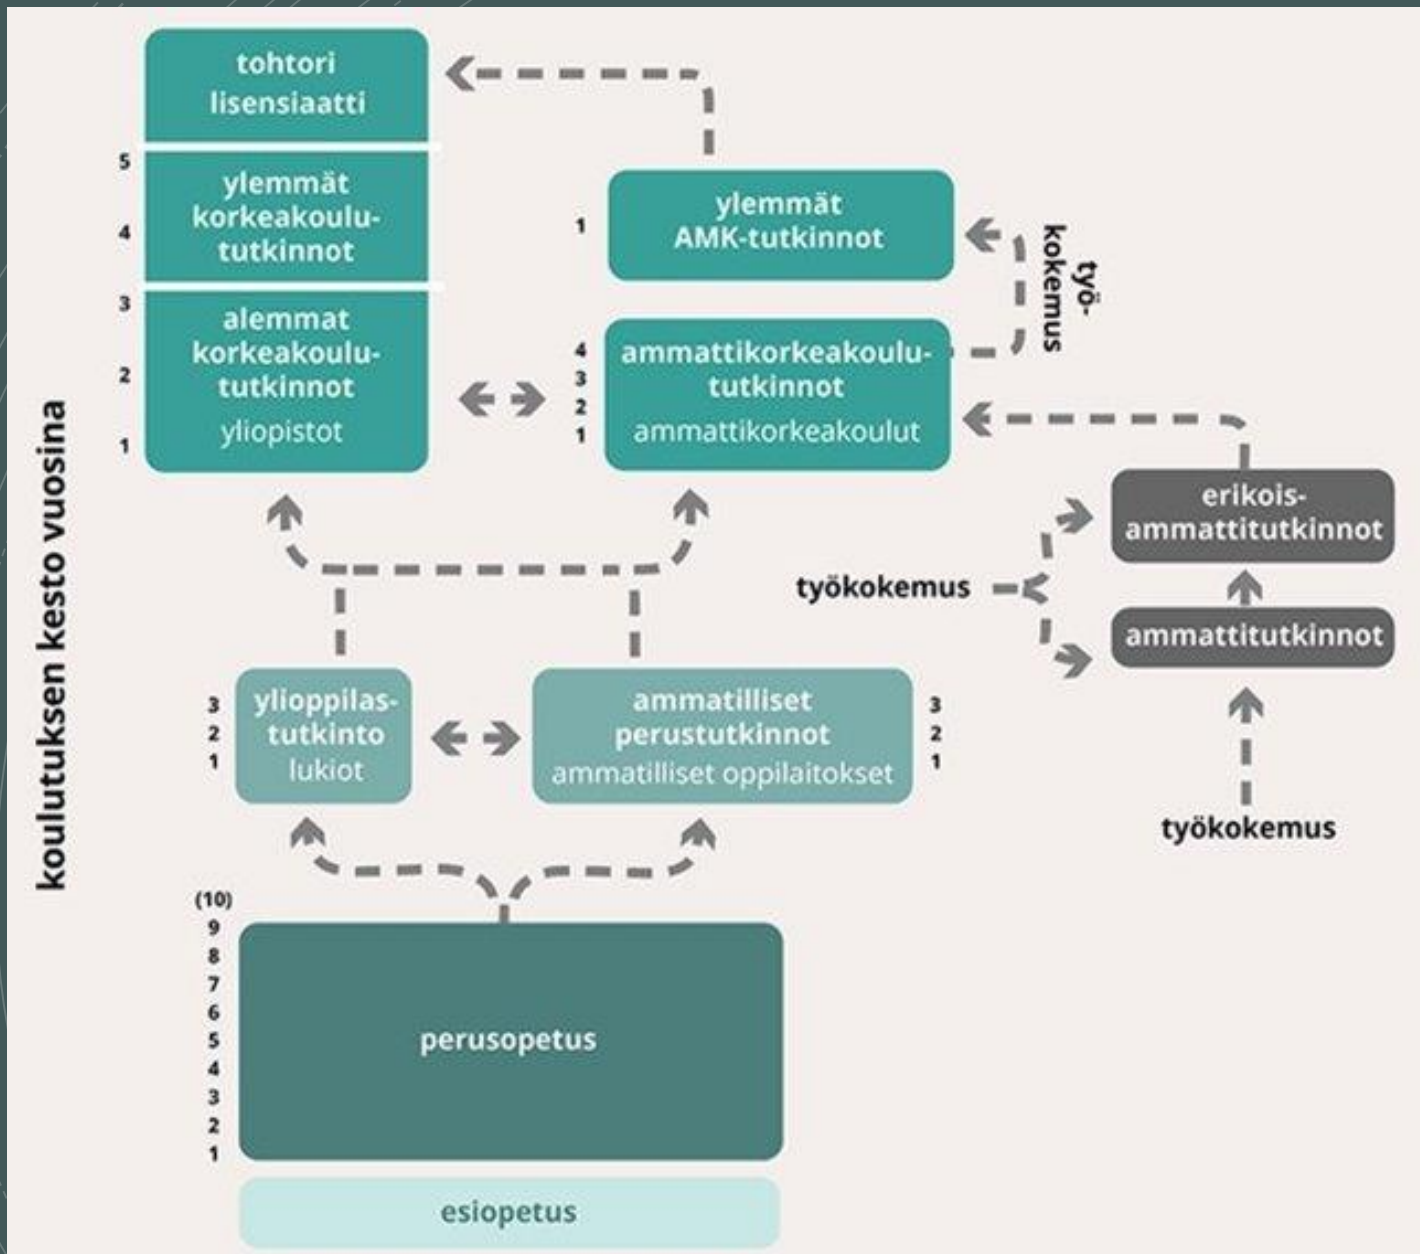 tohtori
lisensiaatti
5
ylemmät
korkeakoulu-
tutkinnot
4
3
alemmat
korkeakoulu-
tutkinnot
yliopistot
2
1
ylemmät
AMK-tutkinnot
1
työ-
kokemus
4
3
2
1
ammattikorkeakoulu-
tutkinnot
ammattikorkeakoulut
erikois-
ammattitutkinnot
työkokemus
ammattitutkinnot
työkokemus
koulutuksen kesto vuosina
3
2
1
ylioppilas-
tutkinto
lukiot
ammatilliset
perustutkinnot
ammatilliset oppilaitokset
3
2
1
(10)
9
8
7
6
5
4
3
2
1
perusopetus
esiopetus